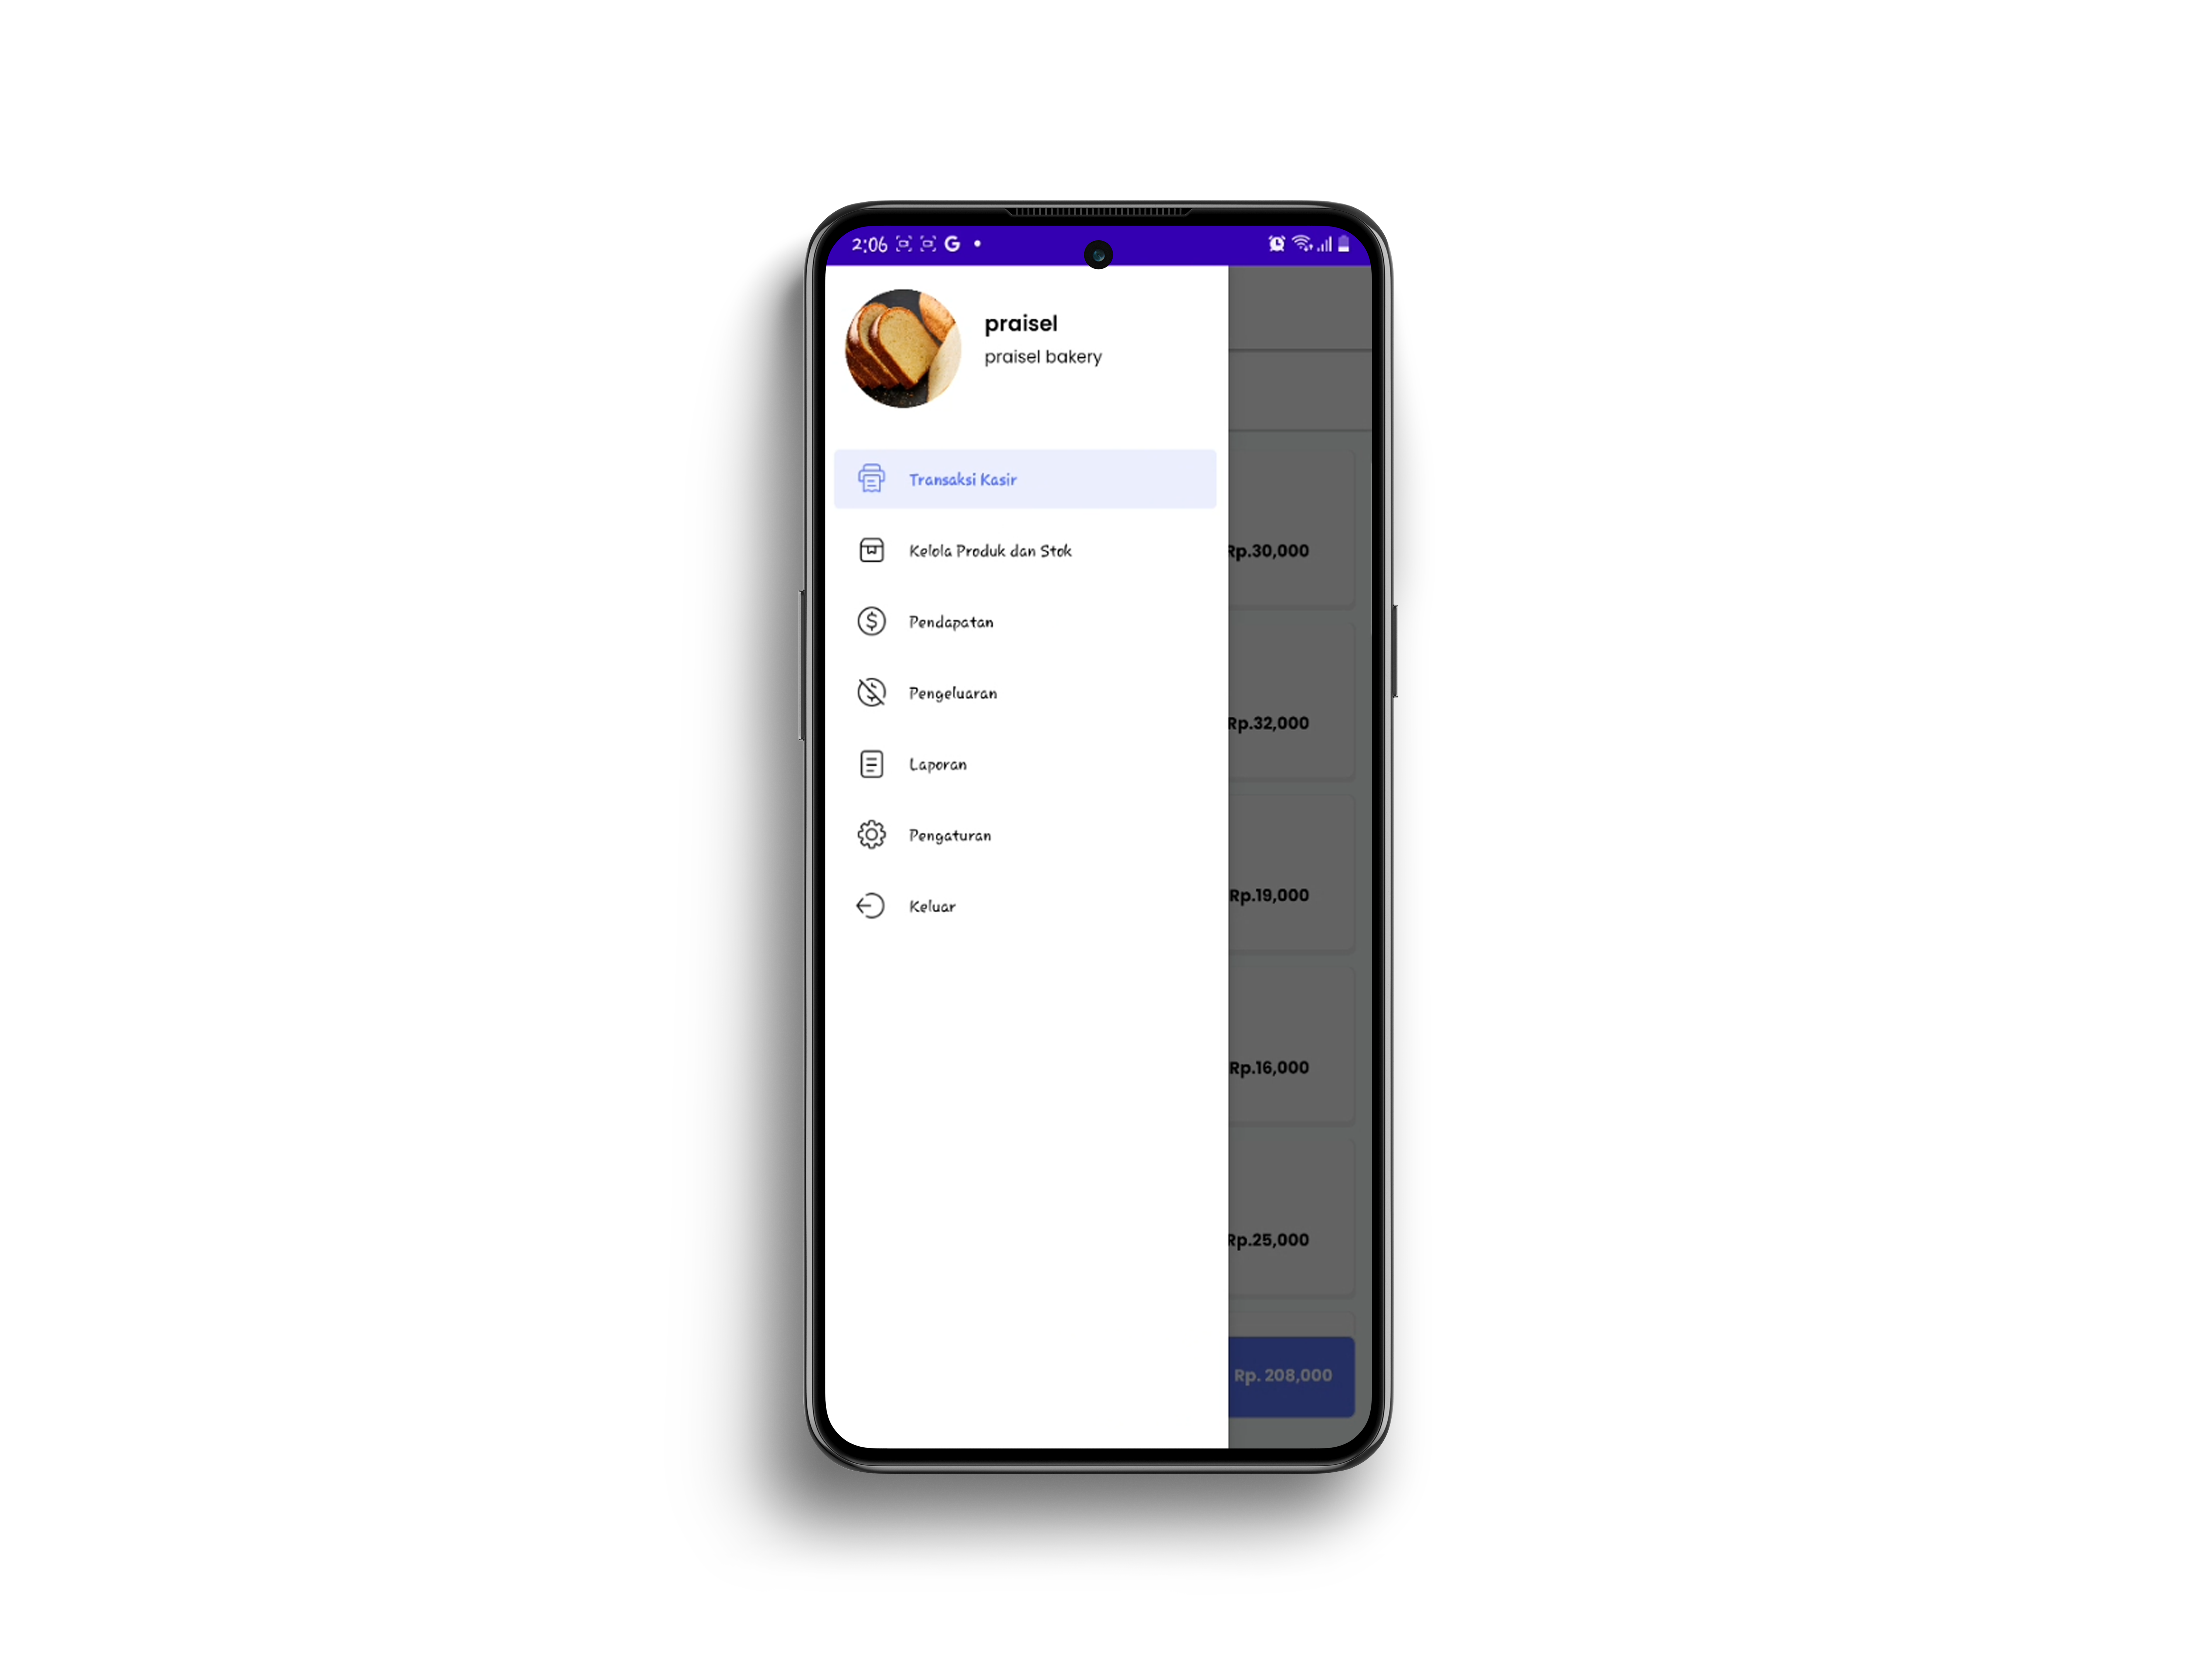 2:06
praisel
praisel bakery
Transaksi Kasir
Kelola Produk dan Stok
Pendapatan
Pengeluaran
Laporan
Pengaturan
Keluar
Rp.30,000
Rp.32,000
Rp.19,000
Rp.16,000
Rp.25,000
Rp. 208,000